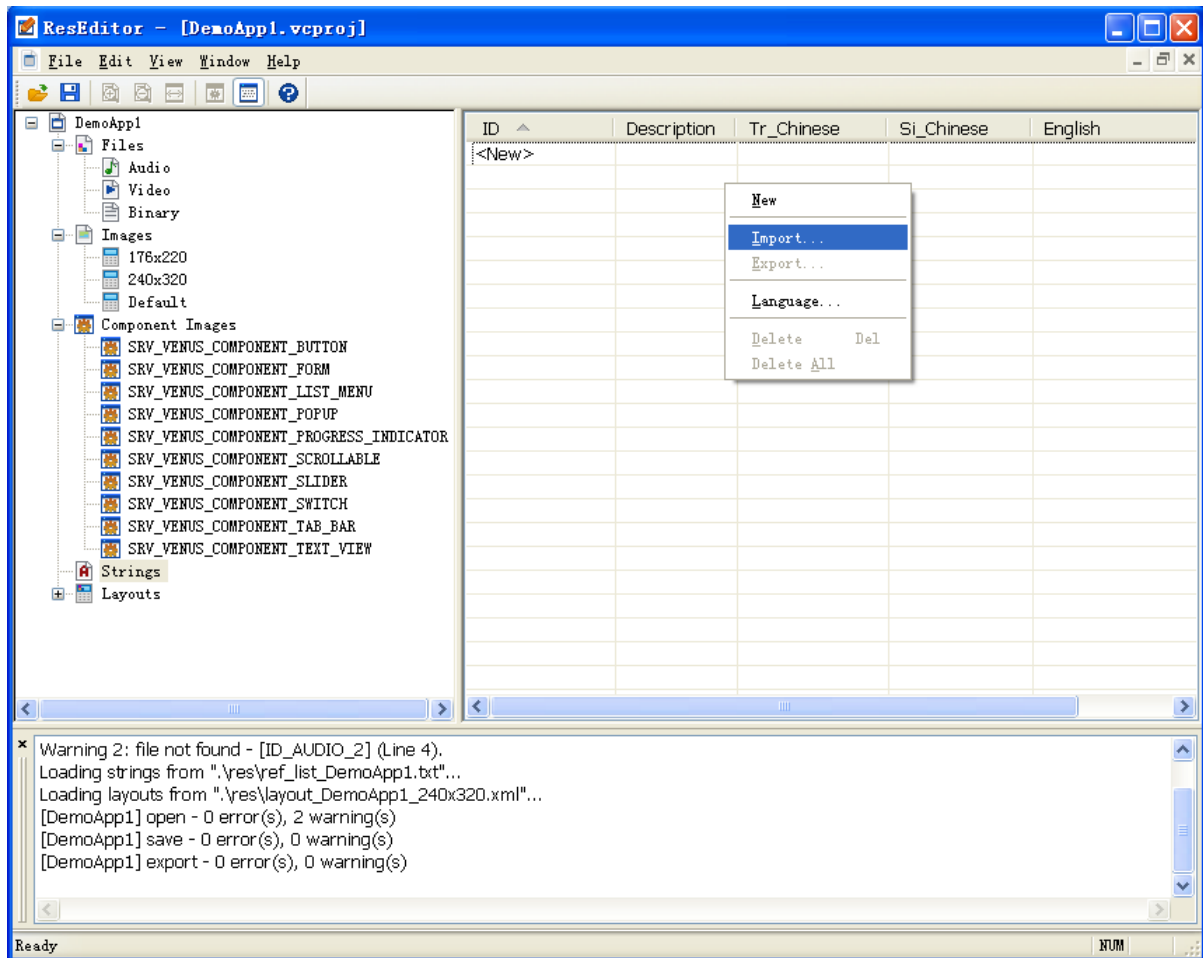 ResEditor - [DemoApp1.vcproj]
File Edit View Window Help
DemoApp1
Files
Audio
Video
Binary
Images
176x220
240x320
Default
Component Images
SRV_VENUS_COMPONENT_BUTTON
SRV_VENUS_COMPONENT_FORM
SRV_VENUS_COMPONENT_LIST_MENU
SRV_VENUS_COMPONENT_POPUP
SRV_VENUS_COMPONENT_PROGRESS_INDICATOR
SRV_VENUS_COMPONENT_SCROLLABLE
SRV_VENUS_COMPONENT_SLIDER
SRV_VENUS_COMPONENT_SWITCH
SRV_VENUS_COMPONENT_TAB_BAR
SRV_VENUS_COMPONENT_TEXT_VIEW
Strings
Layouts
ID Description Tr_Chinese Si_Chinese English
<New>
New
Import...
Export...
Language...
Delete Del
Delete All
Warning 2: file not found - [ID_AUDIO_2] (Line 4).
Loading strings from ".\res\ref_list_DemoApp1.txt"...
Loading layouts from ".\res\layout_DemoApp1_240x320.xml"...
[DemoApp1] open - 0 error(s), 2 warning(s)
[DemoApp1] save - 0 error(s), 0 warning(s)
[DemoApp1] export - 0 error(s), 0 warning(s)
Ready NUM